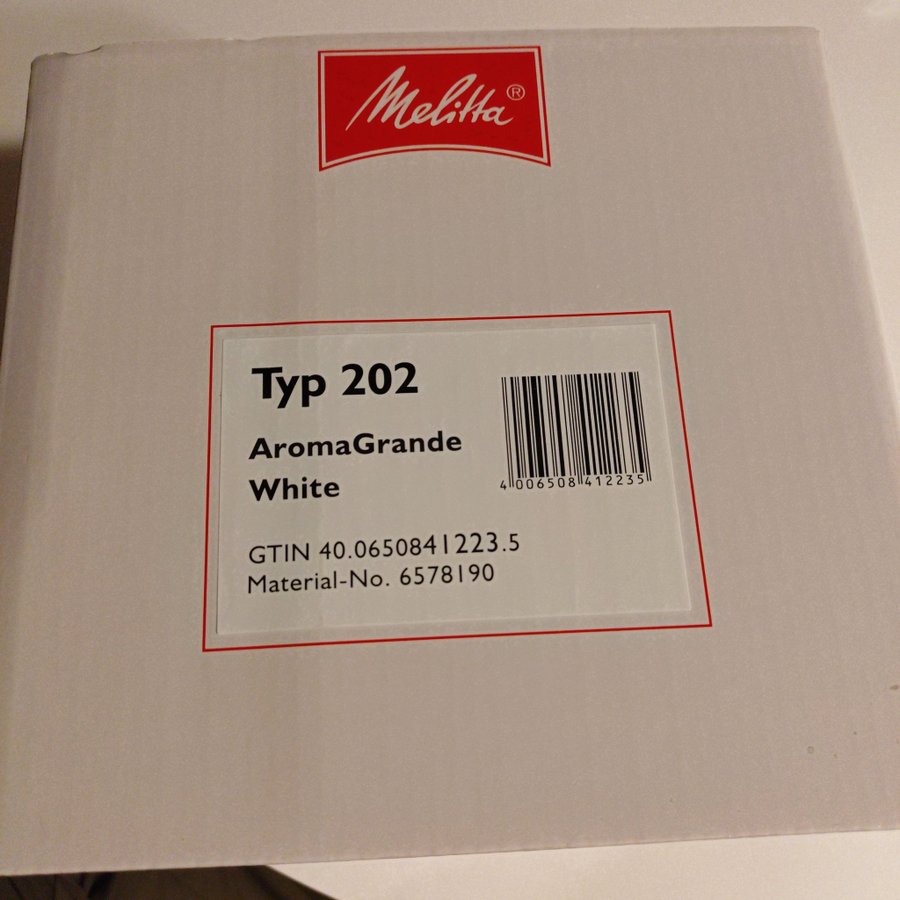 Melitta®
Typ 202
AromaGrande
White
4 006508 412235
GTIN 40.0650841223.5
Material-No. 6578190